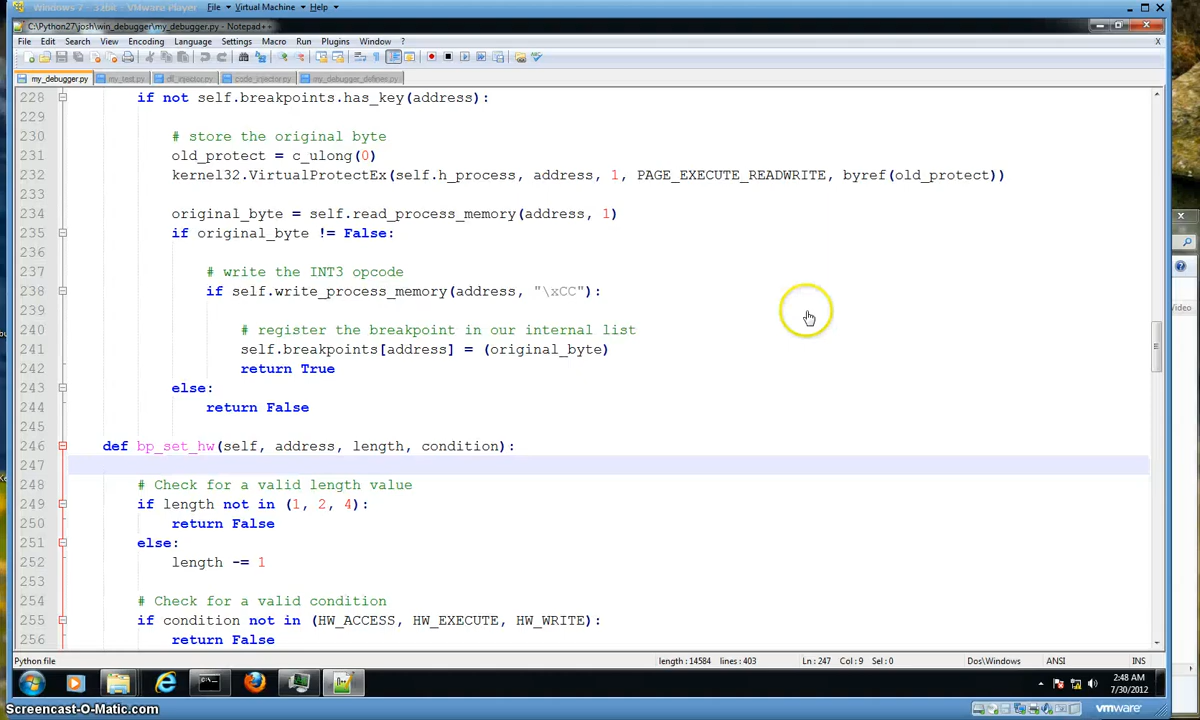 Windows 7 - 32bit - VMware Player File Virtual Machine Help
C:\Python27\josh\win_debugger\my_debugger.py - Notepad++
File Edit Search View Encoding Language Settings Macro Run Plugins Window ? X
my_debugger.py my_test.py dll_injector.py code_injector.py my_debugger_defines.py
228 if not self.breakpoints.has_key(address):
229
230 # store the original byte
231 old_protect = c_ulong(0)
232 kernel32.VirtualProtectEx(self.h_process, address, 1, PAGE_EXECUTE_READWRITE, byref(old_protect))
233
234 original_byte = self.read_process_memory(address, 1)
235 if original_byte != False:
236
237 # write the INT3 opcode
238 if self.write_process_memory(address, "\xCC"):
239
240 # register the breakpoint in our internal list
241 self.breakpoints[address] = (original_byte)
242 return True
243 else:
244 return False
245
246 def bp_set_hw(self, address, length, condition):
247
248 # Check for a valid length value
249 if length not in (1, 2, 4):
250 return False
251 else:
252 length -= 1
253
254 # Check for a valid condition
255 if condition not in (HW_ACCESS, HW_EXECUTE, HW_WRITE):
256 return False
Video
Python file length : 14584 lines : 403 Ln : 247 Col : 9 Sel : 0 Dos\Windows ANSI INS
2:48 AM
7/30/2012
Screencast-O-Matic.com vmware